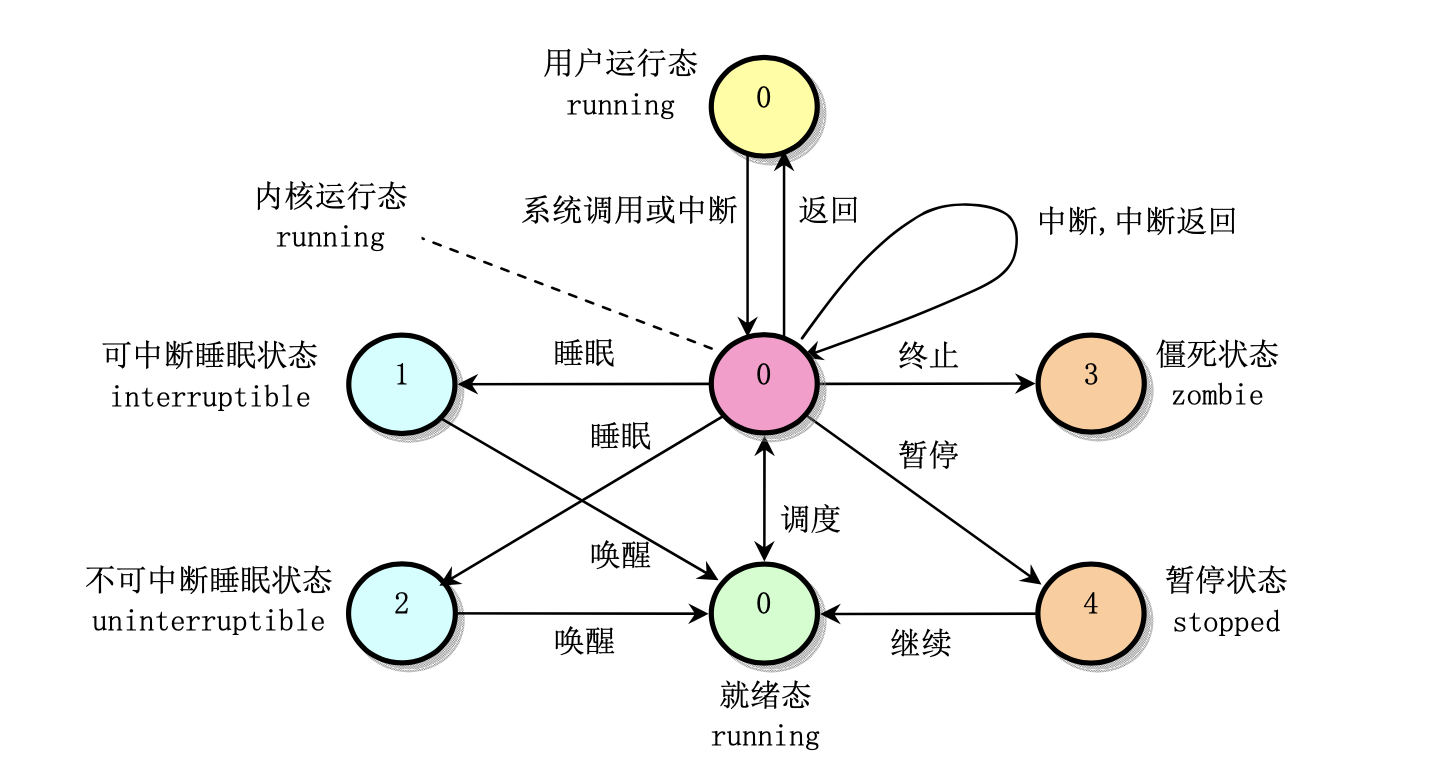 用户运行态
running
0
内核运行态
running
系统调用或中断
返回
中断,中断返回
可中断睡眠状态
interruptible
1
睡眠
0
终止
3
僵死状态
zombie
睡眠
暂停
调度
唤醒
不可中断睡眠状态
uninterruptible
2
唤醒
0
继续
4
暂停状态
stopped
就绪态
running